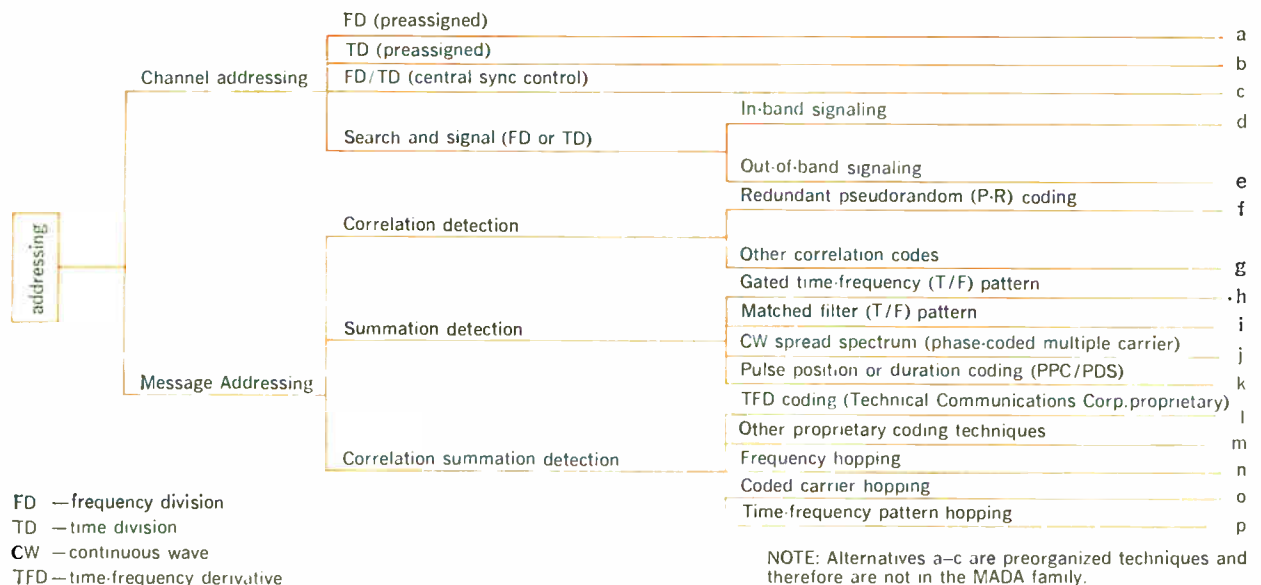 FD (preassigned)
a
TD (preassigned)
b
Channel addressing
FD/TD (central sync control)
c
In-band signaling
d
Search and signal (FD or TD)
Out-of-band signaling
e
Redundant pseudorandom (P-R) coding
f
Correlation detection
Other correlation codes
g
addressing
Gated time-frequency (T/F) pattern
h
Matched filter (T/F) pattern
i
Summation detection
CW spread spectrum (phase-coded multiple carrier)
j
Pulse position or duration coding (PPC/PDS)
k
Message Addressing
TFD coding (Technical Communications Corp.proprietary)
l
Other proprietary coding techniques
m
Correlation summation detection
Frequency hopping
n
Coded carrier hopping
o
Time-frequency pattern hopping
p
FD —frequency division
TD —time division
CW —continuous wave
TFD—time-frequency derivative
NOTE: Alternatives a–c are preorganized techniques and
therefore are not in the MADA family.